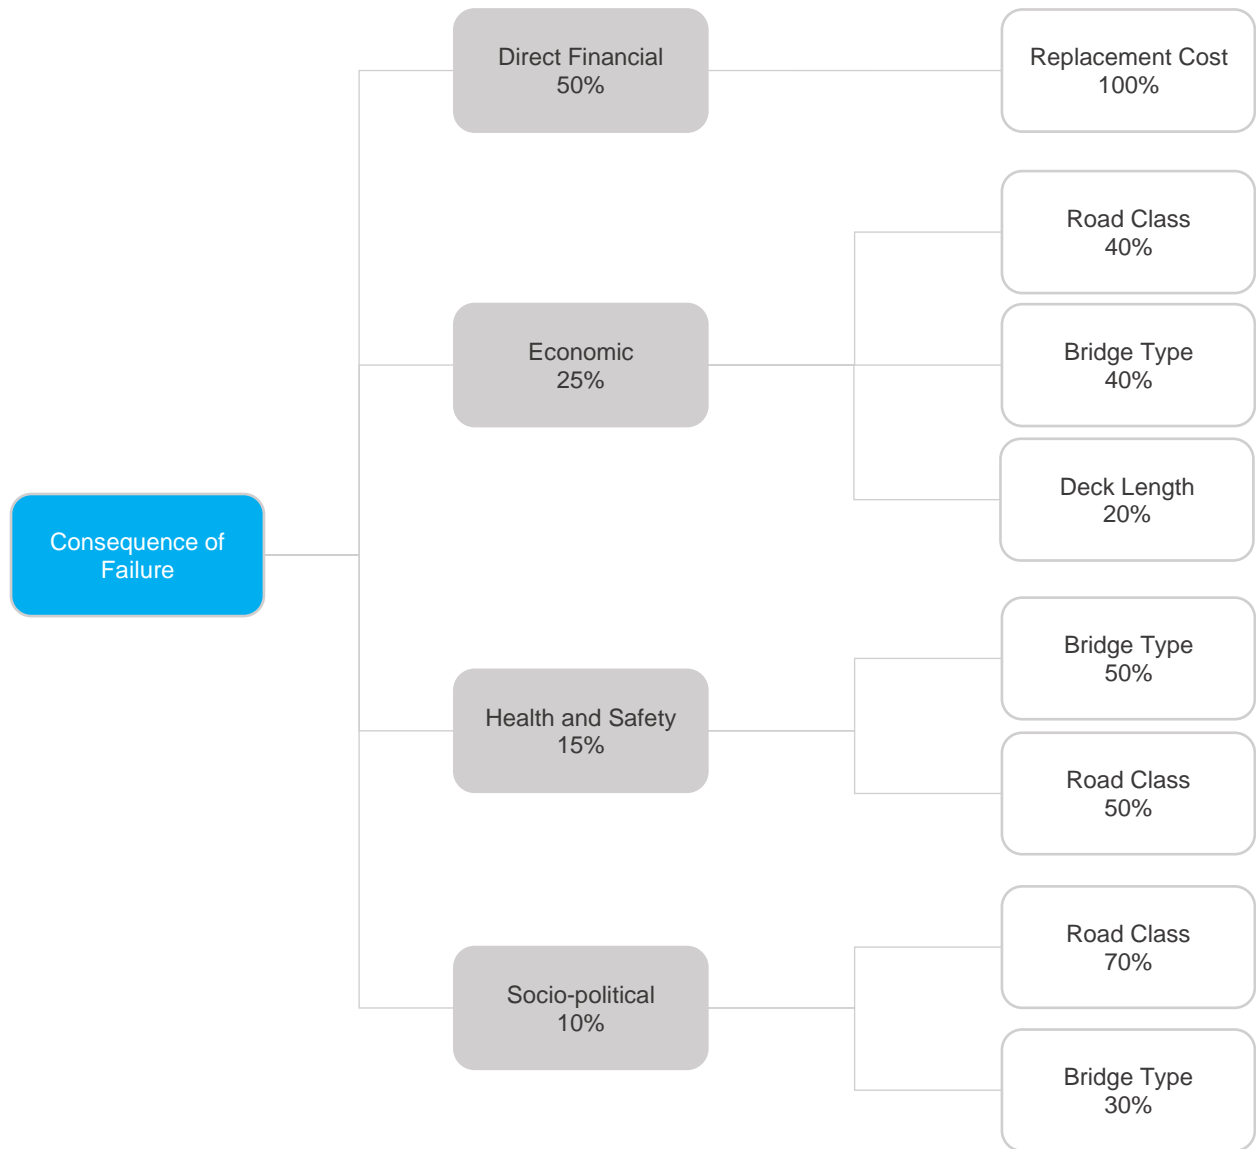 Direct Financial
50%
Replacement Cost
100%
Road Class
40%
Economic
25%
Bridge Type
40%
Deck Length
20%
Consequence of
Failure
Bridge Type
50%
Health and Safety
15%
Road Class
50%
Road Class
70%
Socio-political
10%
Bridge Type
30%